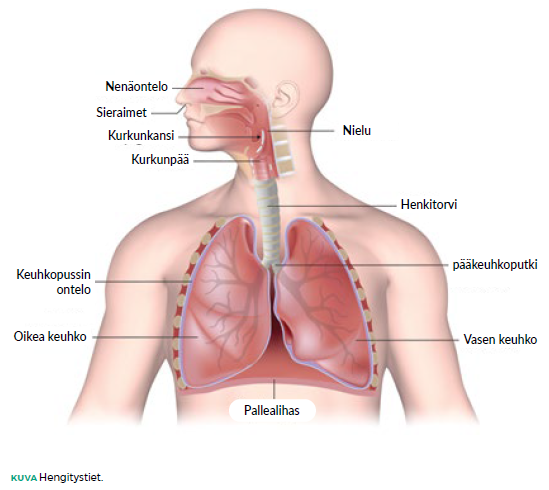 Nenäontelo
Sieraimet
Kurkunkansi
Nielu
Kurkunpää
Henkitorvi
pääkeuhkoputki
Keuhkopussin
ontelo
Oikea keuhko
Vasen keuhko
Pallealihas
KUVA Hengitystiet.